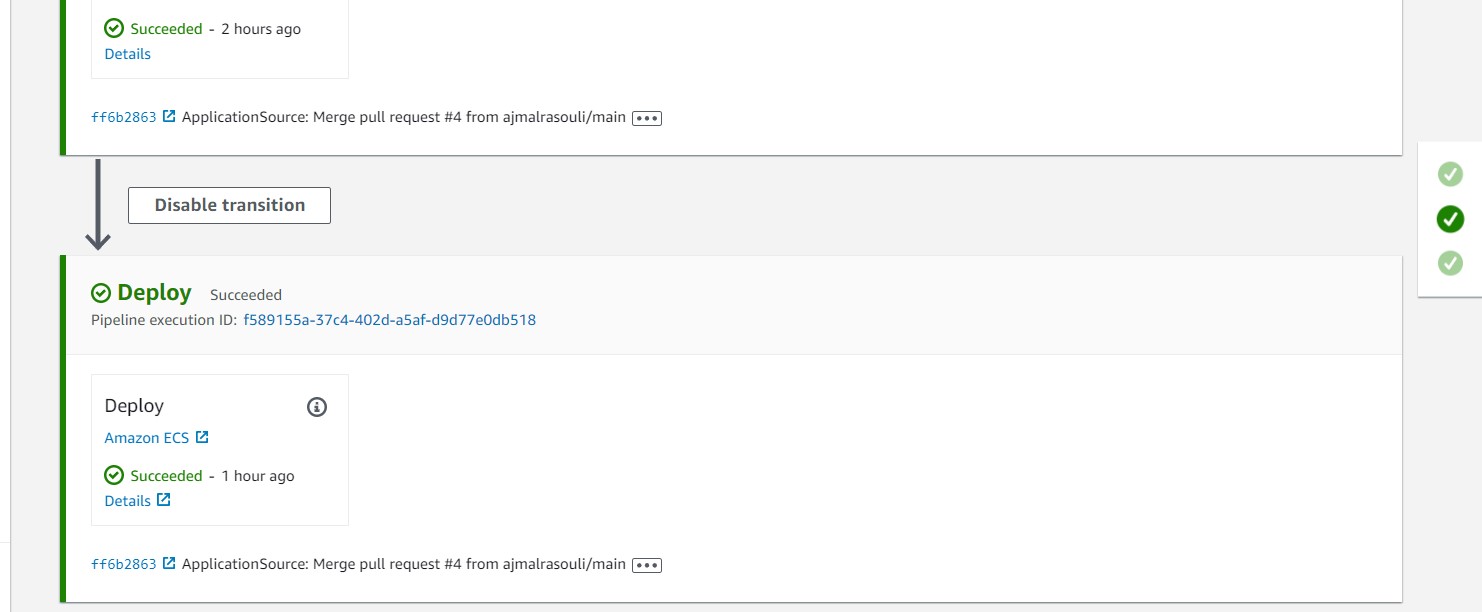 Succeeded - 2 hours ago
Details
ff6b2863 ApplicationSource: Merge pull request #4 from ajmalrasouli/main
Disable transition
Deploy Succeeded
Pipeline execution ID: f589155a-37c4-402d-a5af-d9d77e0db518
Deploy
Amazon ECS
Succeeded - 1 hour ago
Details
ff6b2863 ApplicationSource: Merge pull request #4 from ajmalrasouli/main